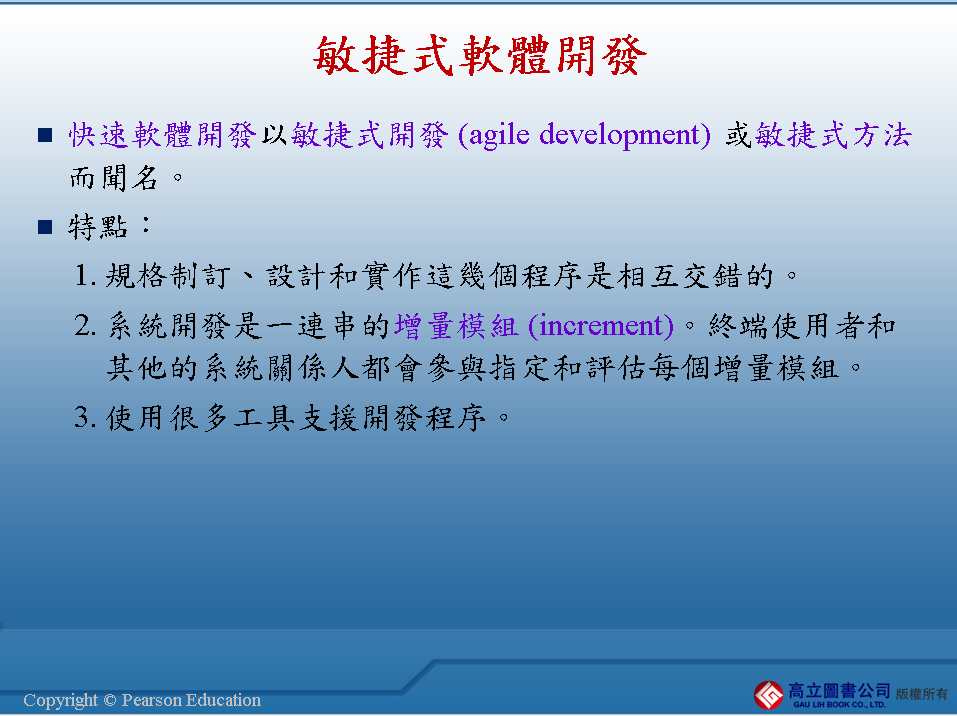 敏捷式軟體開發
快速軟體開發以敏捷式開發 (agile development) 或敏捷式方法
而聞名。
特點：
1. 規格制訂、設計和實作這幾個程序是相互交錯的。
2. 系統開發是一連串的增量模組 (increment)。終端使用者和
其他的系統關係人都會參與指定和評估每個增量模組。
3. 使用很多工具支援開發程序。
Copyright © Pearson Education
高立圖書公司 版權所有
GAU LIH BOOK CO., LTD.